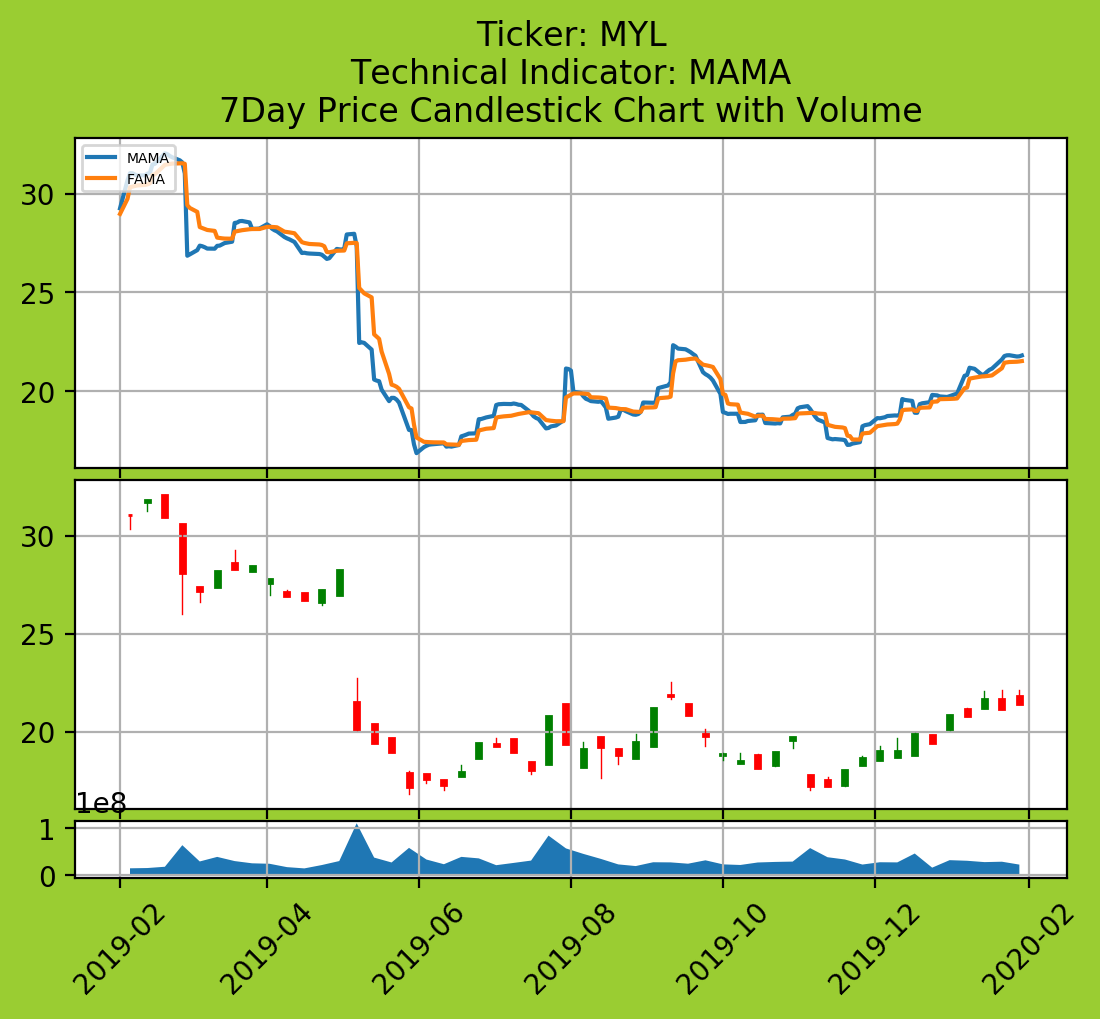 Ticker: MYL
Technical Indicator: MAMA
7Day Price Candlestick Chart with Volume
MAMA
FAMA
30
25
20
30
25
20
1e8
1
0
2019-02
2019-04
2019-06
2019-08
2019-10
2019-12
2020-02